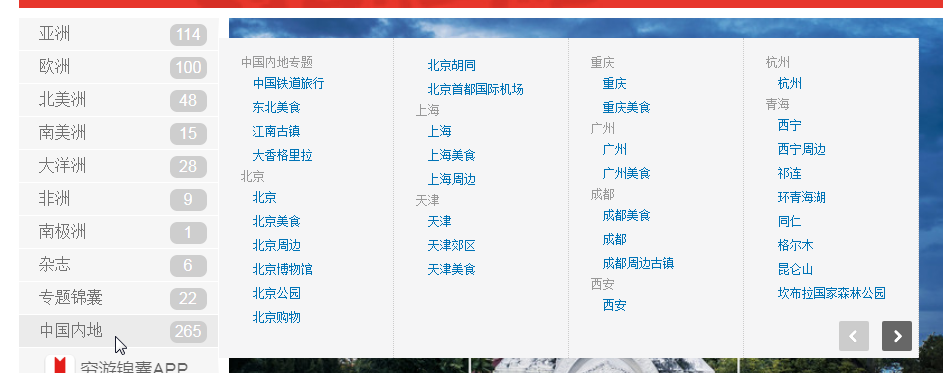 亚洲 114
欧洲 100
北美洲 48
南美洲 15
大洋洲 28
非洲 9
南极洲 1
杂志 6
专题锦囊 22
中国内地 265
穷游锦囊APP
中国内地专题
中国铁道旅行
东北美食
江南古镇
大香格里拉
北京
北京
北京美食
北京周边
北京博物馆
北京公园
北京购物
北京胡同
北京首都国际机场
上海
上海
上海美食
上海周边
天津
天津
天津郊区
天津美食
重庆
重庆
重庆美食
广州
广州
广州美食
成都
成都美食
成都
成都周边古镇
西安
西安
杭州
杭州
青海
西宁
西宁周边
祁连
环青海湖
同仁
格尔木
昆仑山
坎布拉国家森林公园